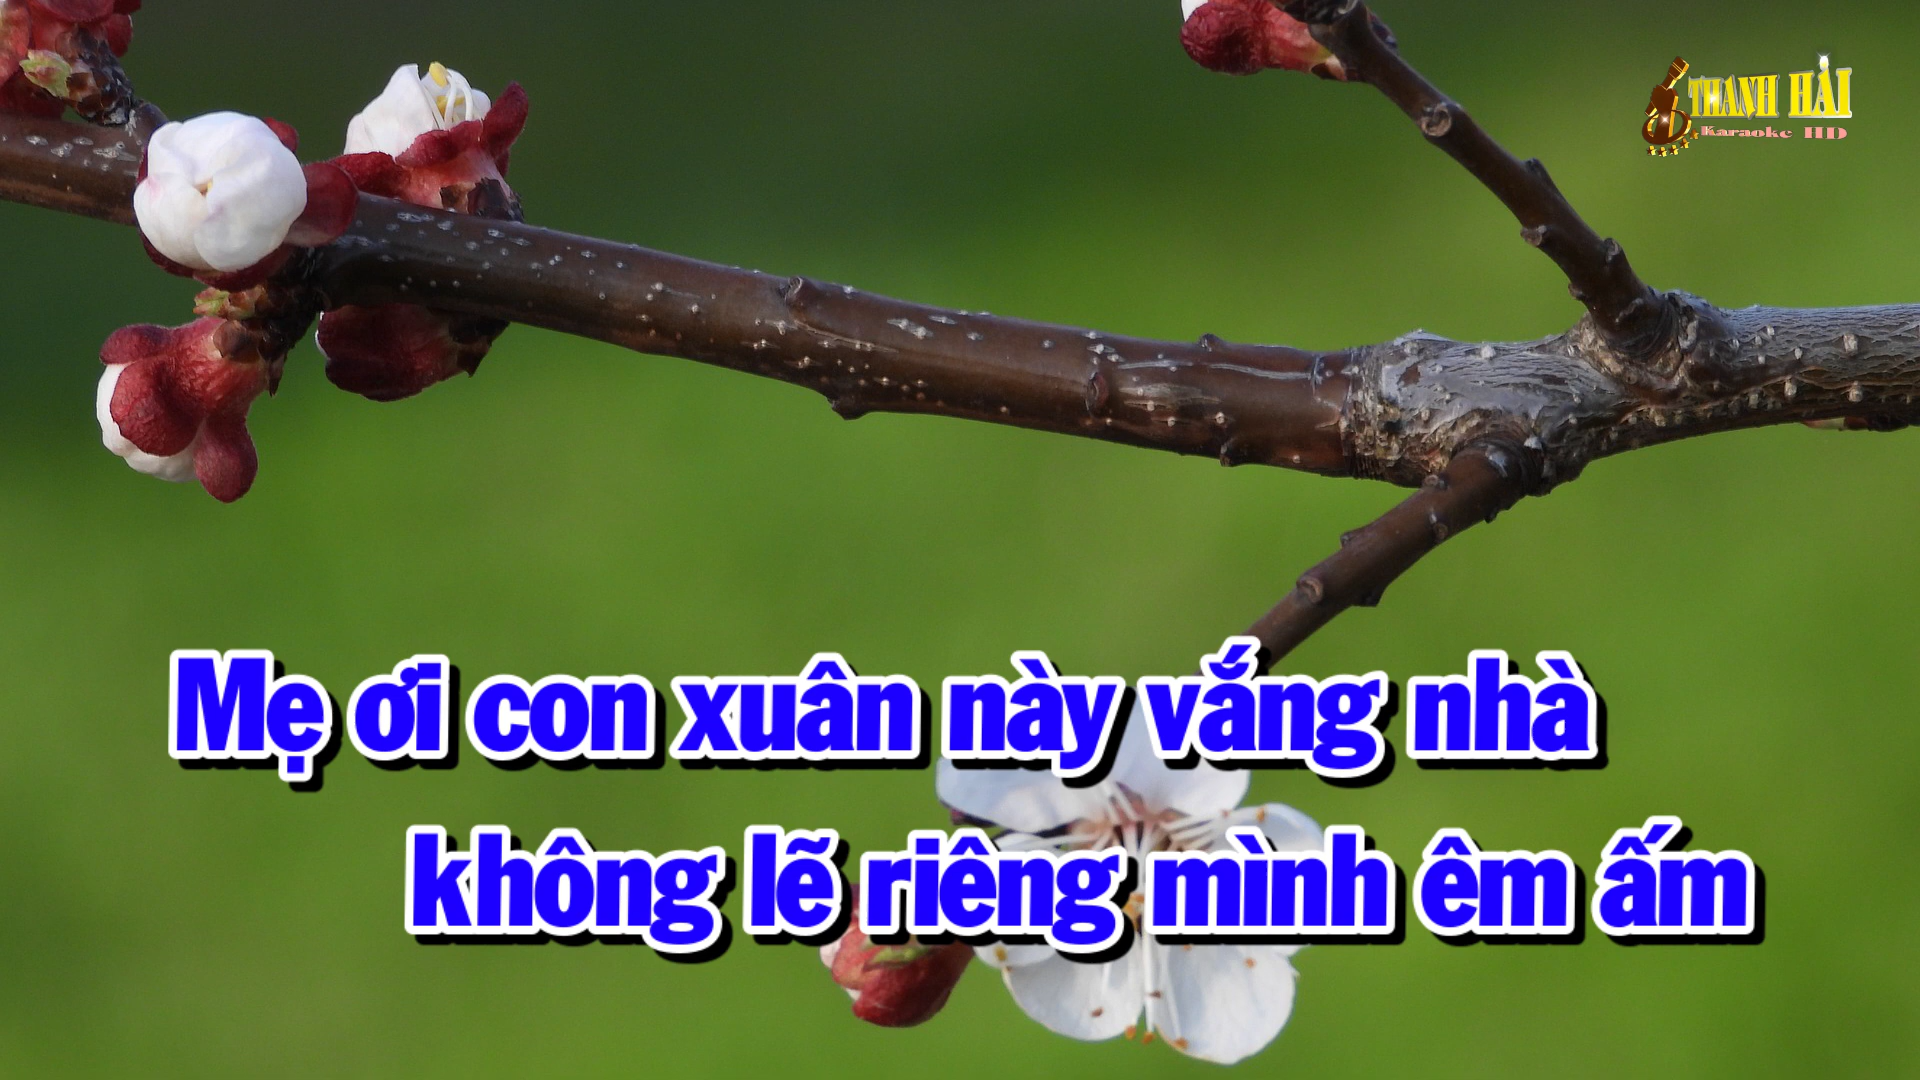 THANH HẢI
Karaoke HD
Mẹ ơi con xuân này vắng nhà
không lẽ riêng mình êm ấm